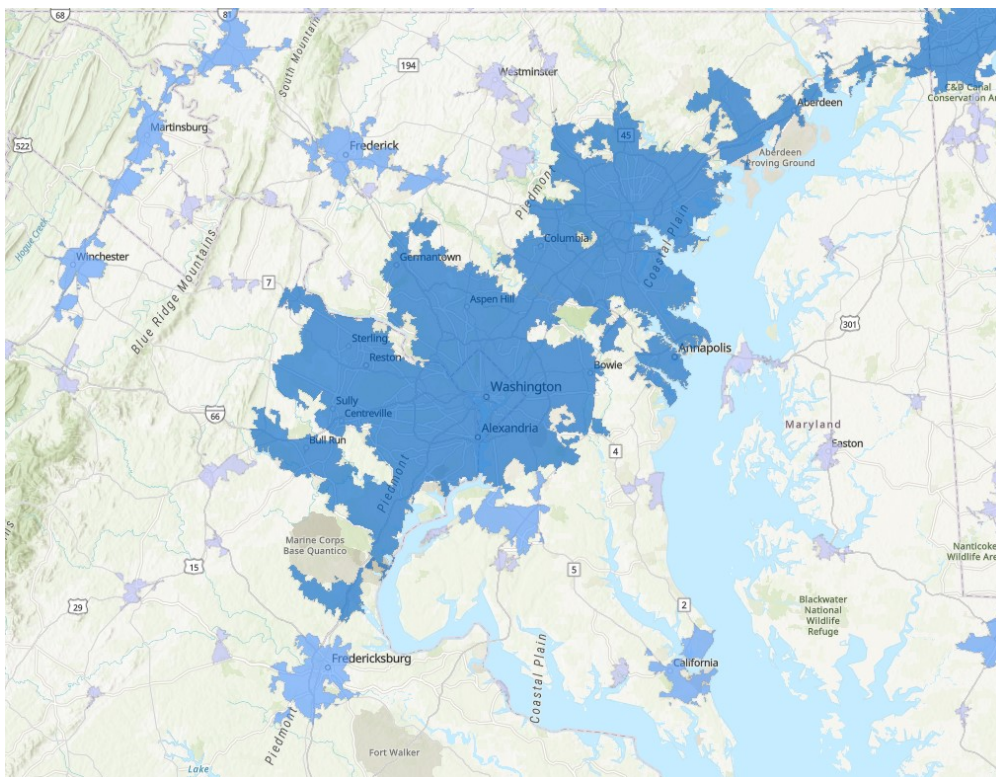 68
81
South Mountain
194
Westminster
Aberdeen
C&D Canal
Conservation Are
45
Martinsburg
522
Frederick
Aberdeen
Proving Ground
Piedmont
Hogue Creek
Columbia
Coastal Plain
Winchester
Germantown
7
Aspen Hill
Blue Ridge Mountains
301
Sterling
Reston
Annapolis
Bowie
Washington
Sully
Centreville
66
Maryland
Alexandria
Bull Run
Easton
4
Piedmont
Marine Corps
Base Quantico
Nanticoke
Wildlife Area
15
5
29
2
Blackwater
National
Wildlife
Refuge
Fredericksburg
California
Coastal Plain
Piedmont
Fort Walker
Lake